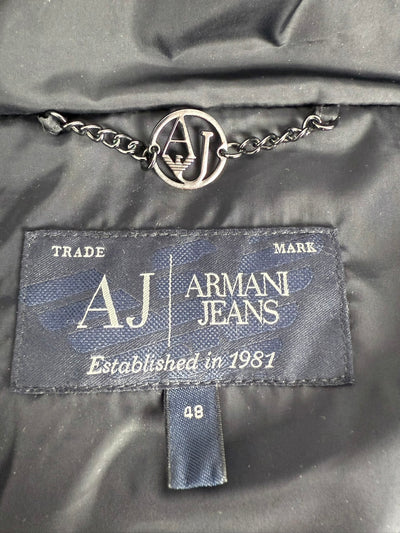 AJ
TRADE MARK
AJ ARMANI
JEANS
Established in 1981
48